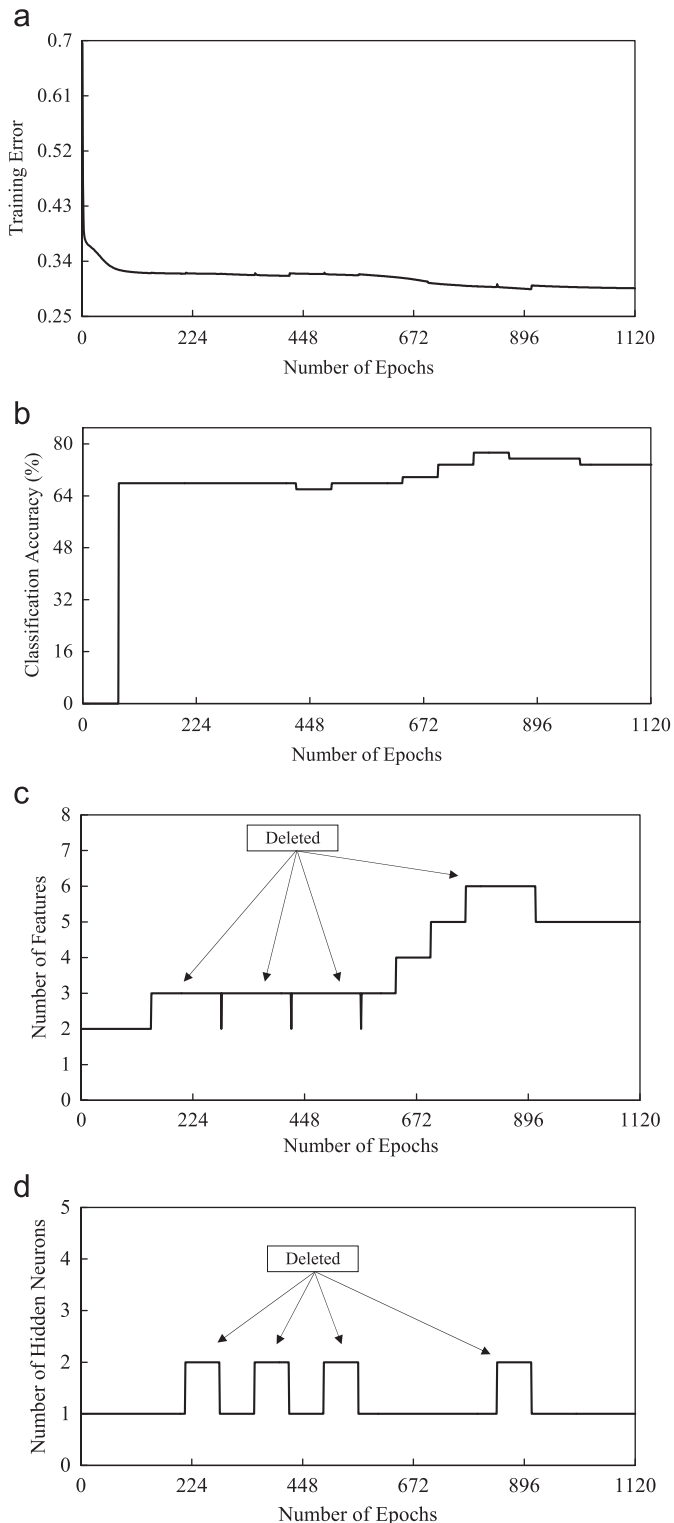 a
0.7
0.61
0.52
0.43
0.34
0.25
Training Error
0 224 448 672 896 1120
Number of Epochs
b
80
64
48
32
16
0
Classification Accuracy (%)
0 224 448 672 896 1120
Number of Epochs
c
8
7
6
5
4
3
2
1
0
Number of Features
Deleted
0 224 448 672 896 1120
Number of Epochs
d
5
4
3
2
1
0
Number of Hidden Neurons
Deleted
0 224 448 672 896 1120
Number of Epochs